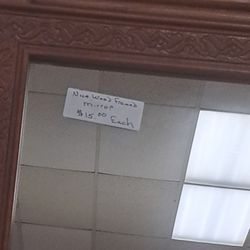 Nice Wood Framed
mirror
$15.00 Each